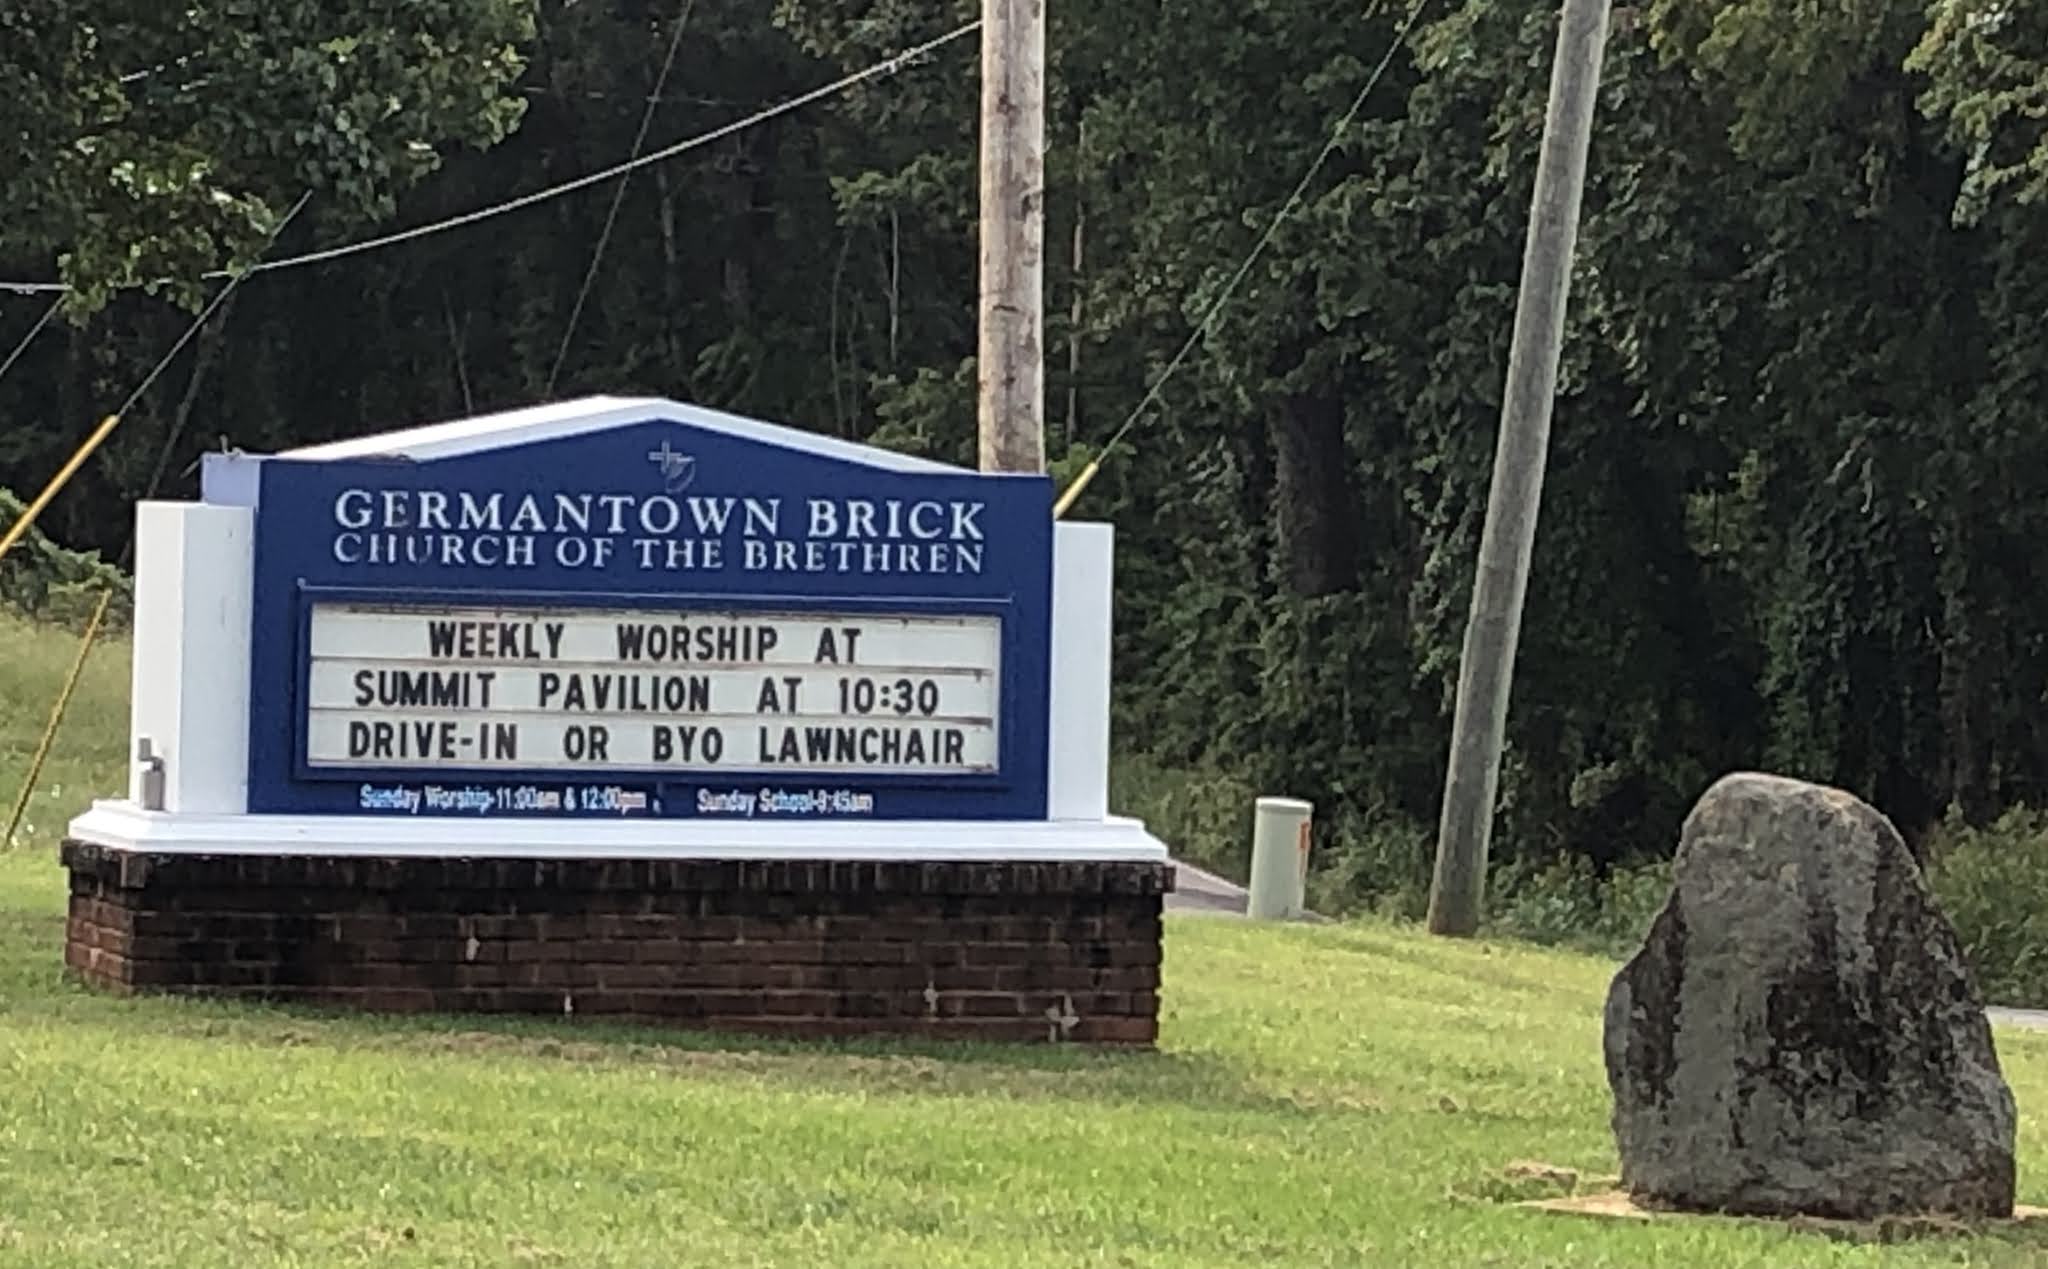 GERMANTOWN BRICK
CHURCH OF THE BRETHREN
WEEKLY WORSHIP AT
SUMMIT PAVILION AT 10:30
DRIVE-IN OR BYO LAWNCHAIR
Sunday Worship-11:00am & 12:00pm Sunday School-9:45am